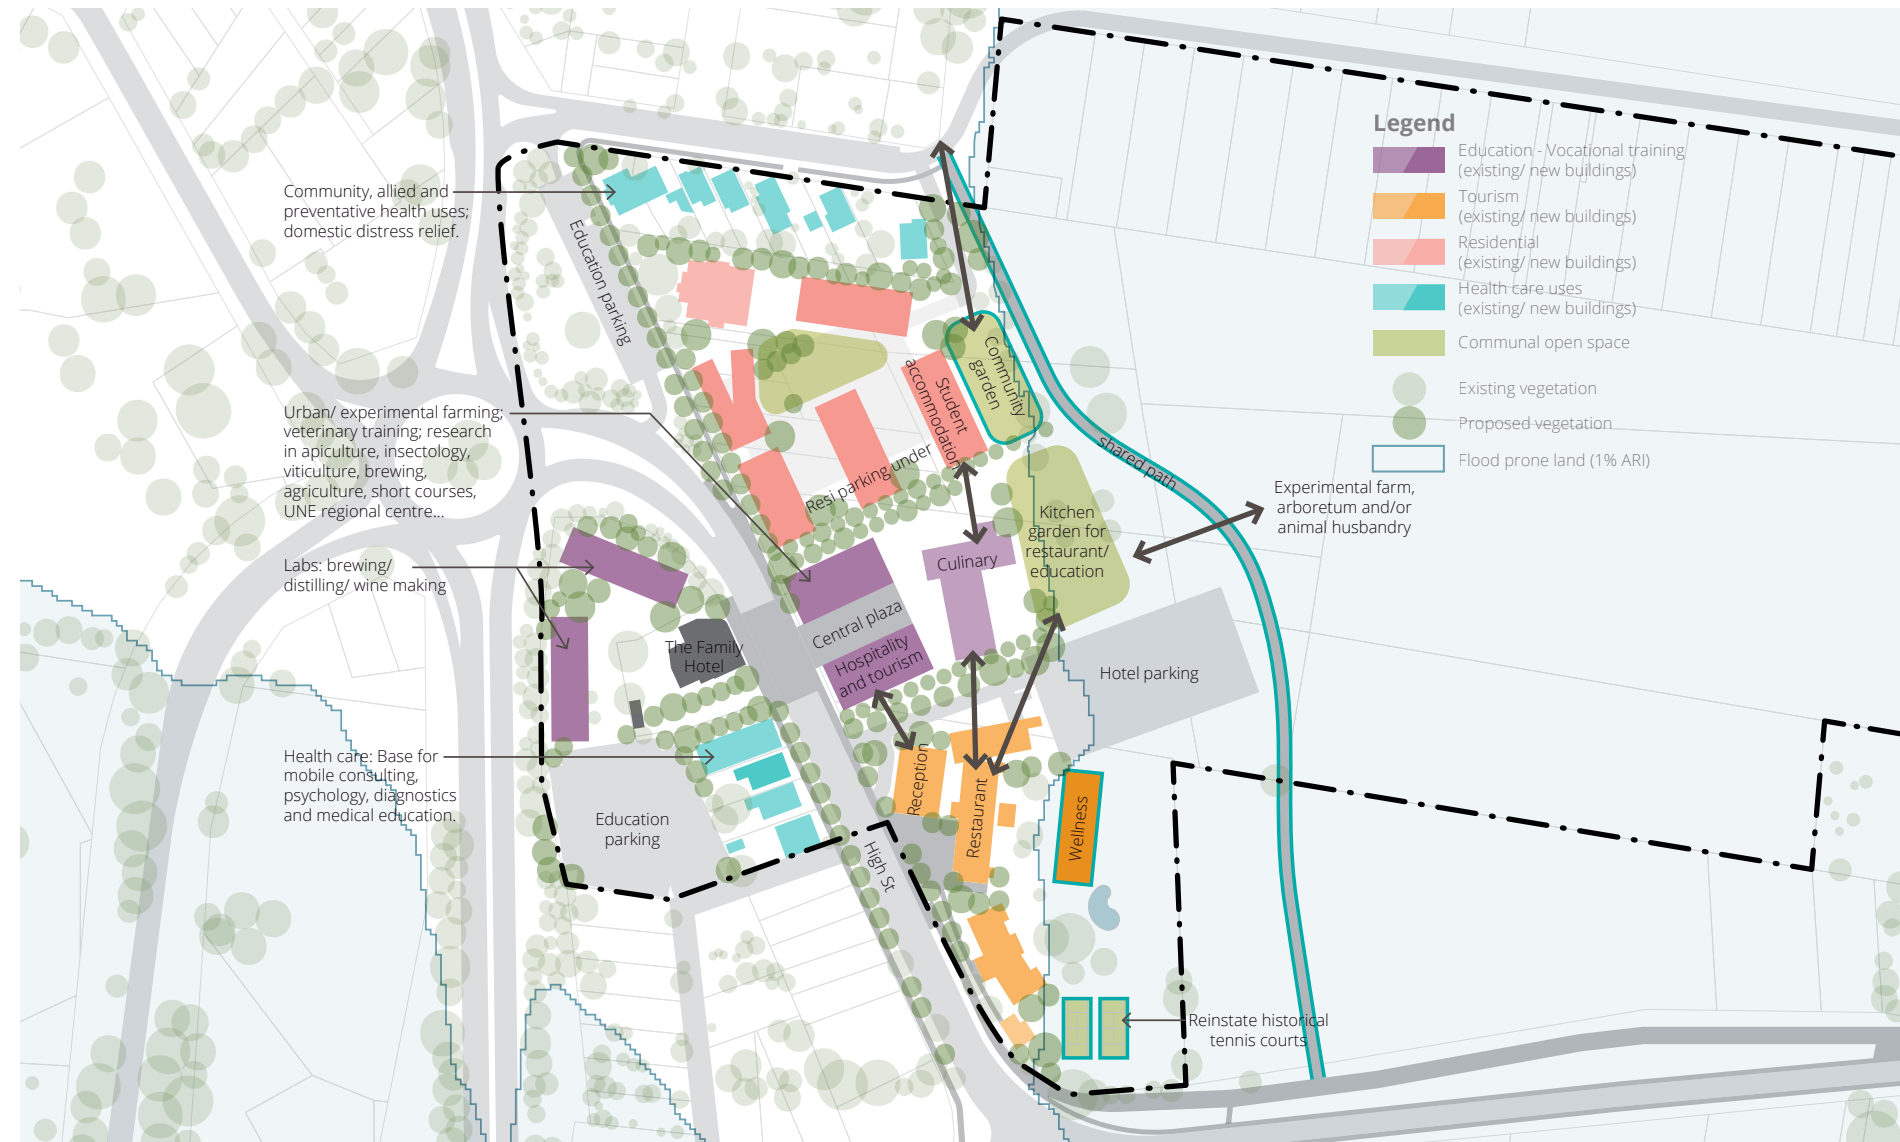 Community, allied and
preventative health uses;
domestic distress relief.
Education parking
Urban/ experimental farming;
veterinary training; research
in apiculture, insectology,
viticulture, brewing,
agriculture, short courses,
UNE regional centre...
Labs: brewing/
distilling/ wine making
Health care: Base for
mobile consulting,
psychology, diagnostics
and medical education.
Community
garden
Student
accommodation
Resi parking under
shared path
Kitchen
garden for
restaurant/
education
Culinary
Central plaza
Hospitality
and tourism
The Family
Hotel
Hotel parking
Experimental farm,
arboretum and/or
animal husbandry
Reception
Restaurant
Wellness
Education
parking
High St
Reinstate historical
tennis courts
Legend
Education - Vocational training
(existing/ new buildings)
Tourism
(existing/ new buildings)
Residential
(existing/ new buildings)
Health care uses
(existing/ new buildings)
Communal open space
Existing vegetation
Proposed vegetation
Flood prone land (1% ARI)